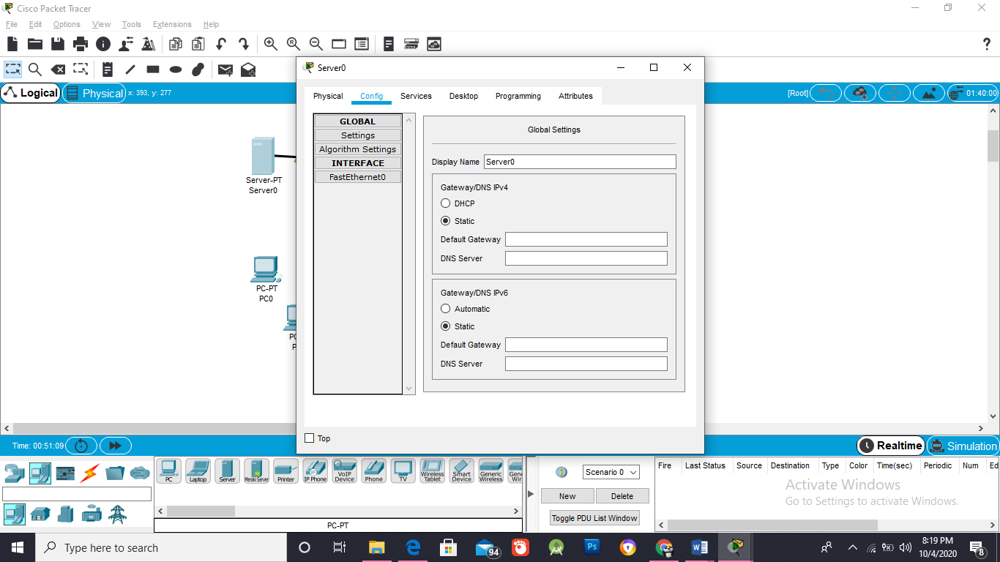 Cisco Packet Tracer
File Edit Options View Tools Extensions Help
Logical Physical x: 393, y: 277
[Root] 01:40:00
Server-PT
Server0
PC-PT
PC0
PC
P
Server0
Physical Config Services Desktop Programming Attributes
GLOBAL
Settings
Algorithm Settings
INTERFACE
FastEthernet0
Global Settings
Display Name Server0
Gateway/DNS IPv4
DHCP
Static
Default Gateway
DNS Server
Gateway/DNS IPv6
Automatic
Static
Default Gateway
DNS Server
Top
Time: 00:51:09
Realtime Simulation
PC Laptop Server Meraki Server Printer IP Phone VoIP Device Phone TV Wireless Tablet Smart Device Generic Wireless Gene Wir
PC-PT
Scenario 0
New Delete
Toggle PDU List Window
Fire Last Status Source Destination Type Color Time(sec) Periodic Num Ed
Activate Windows
Go to Settings to activate Windows.
Type here to search
94
Ps
8:19 PM
10/4/2020
8